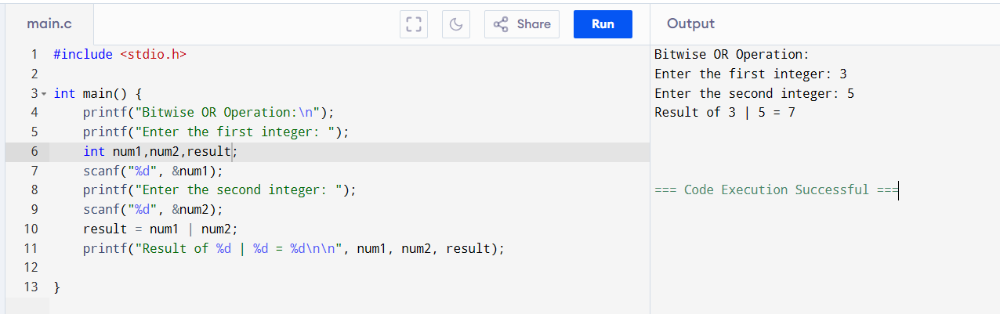 main.c Share Run Output
1 #include <stdio.h>
2
3 int main() {
4     printf("Bitwise OR Operation:\n");
5     printf("Enter the first integer: ");
6     int num1,num2,result;
7     scanf("%d", &num1);
8     printf("Enter the second integer: ");
9     scanf("%d", &num2);
10     result = num1 | num2;
11     printf("Result of %d | %d = %d\n\n", num1, num2, result);
12
13 }
Bitwise OR Operation:
Enter the first integer: 3
Enter the second integer: 5
Result of 3 | 5 = 7
=== Code Execution Successful ===